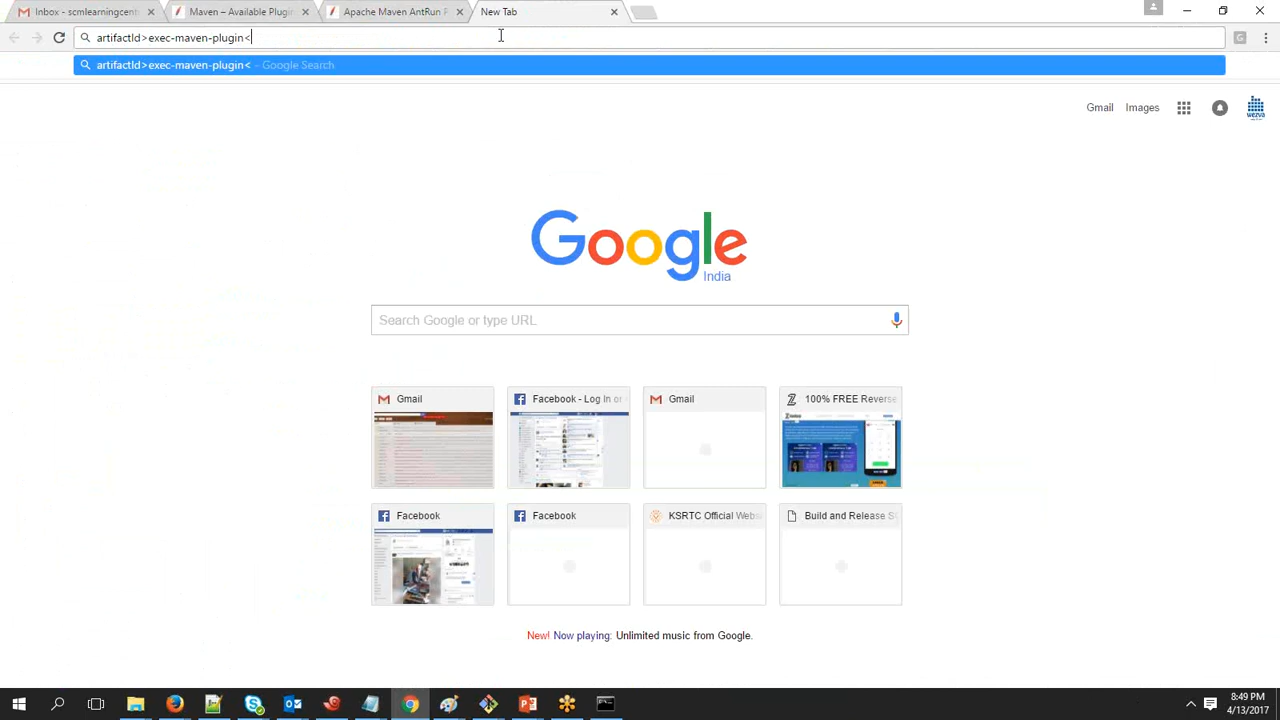 Inbox - scmlearningcent
Maven – Available Plugin
Apache Maven AntRun P
New Tab
artifactId>exec-maven-plugin<
artifactId>exec-maven-plugin< – Google Search
Gmail
Images
wezva
Google
India
Search Google or type URL
Gmail
Facebook - Log In or
Gmail
100% FREE Reverse
Facebook
Facebook
KSRTC Official Webs
Build and Release S
New! Now playing: Unlimited music from Google.
8:49 PM
4/13/2017